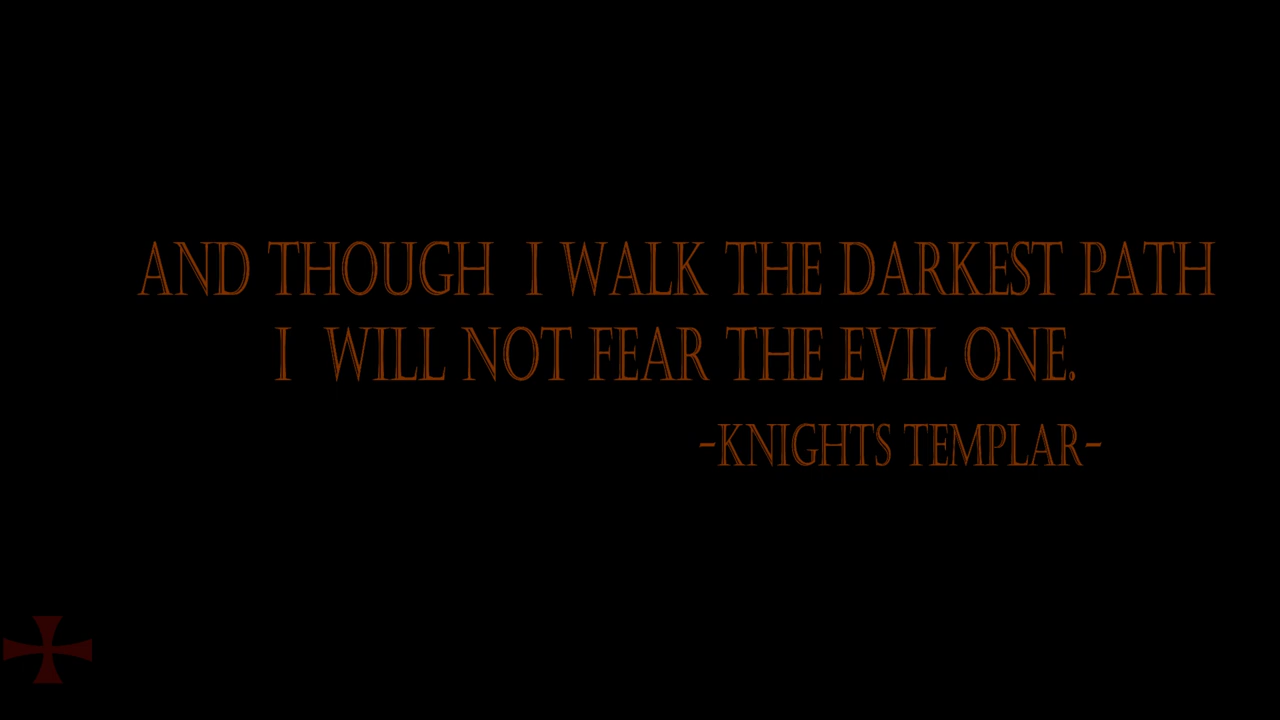 AND THOUGH I WALK THE DARKEST PATH
I WILL NOT FEAR THE EVIL ONE.
-KNIGHTS TEMPLAR-